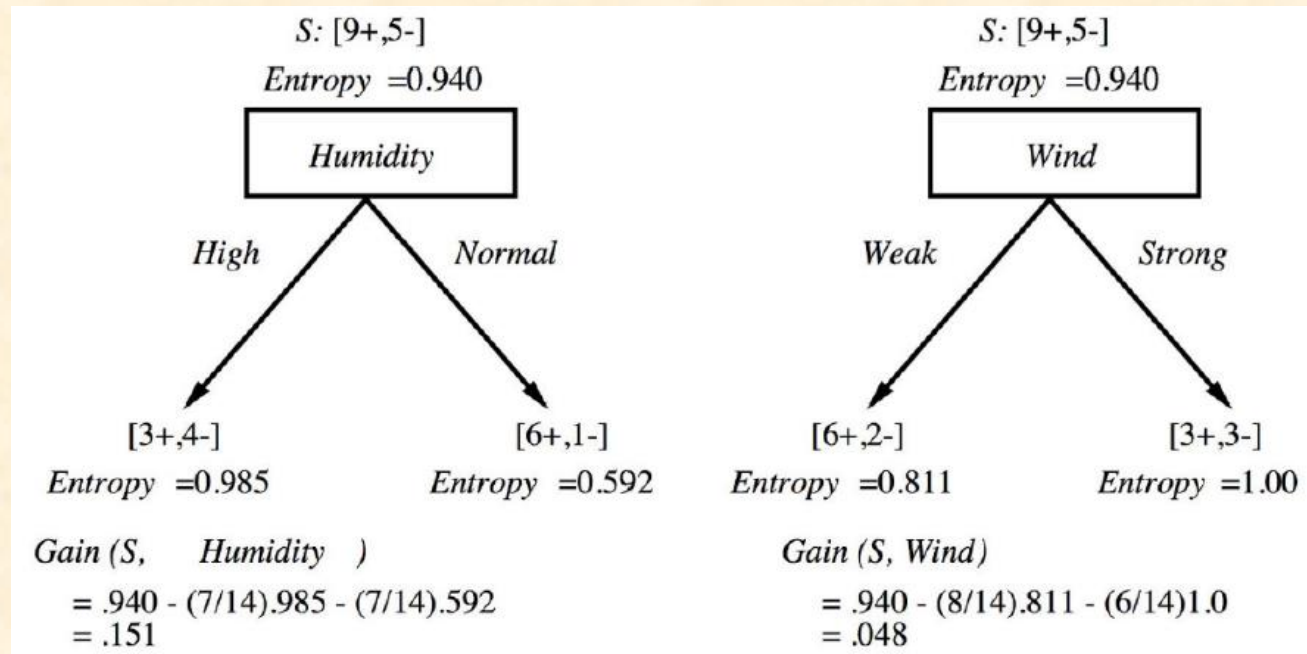 S: [9+,5-]
Entropy =0.940
Humidity
High
Normal
[3+,4-]
[6+,1-]
Entropy =0.985
Entropy =0.592
Gain (S, Humidity )
= .940 - (7/14).985 - (7/14).592
= .151
S: [9+,5-]
Entropy =0.940
Wind
Weak
Strong
[6+,2-]
[3+,3-]
Entropy =0.811
Entropy =1.00
Gain (S, Wind)
= .940 - (8/14).811 - (6/14)1.0
= .048